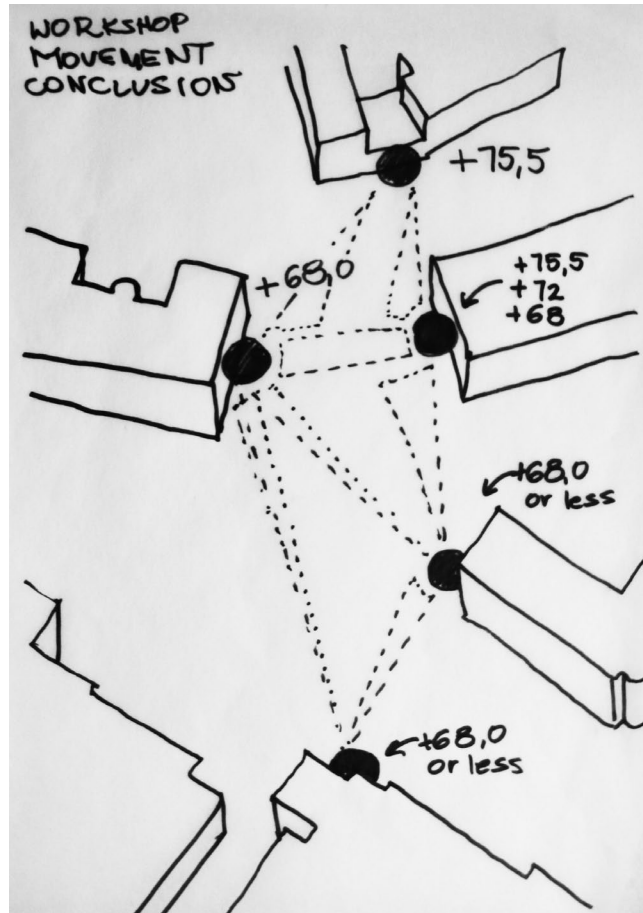 WORKSHOP
MOVEMENT
CONCLUSION
+75,5
+68,0
+75,5
+72
+68
+68,0
or less
+68,0
or less